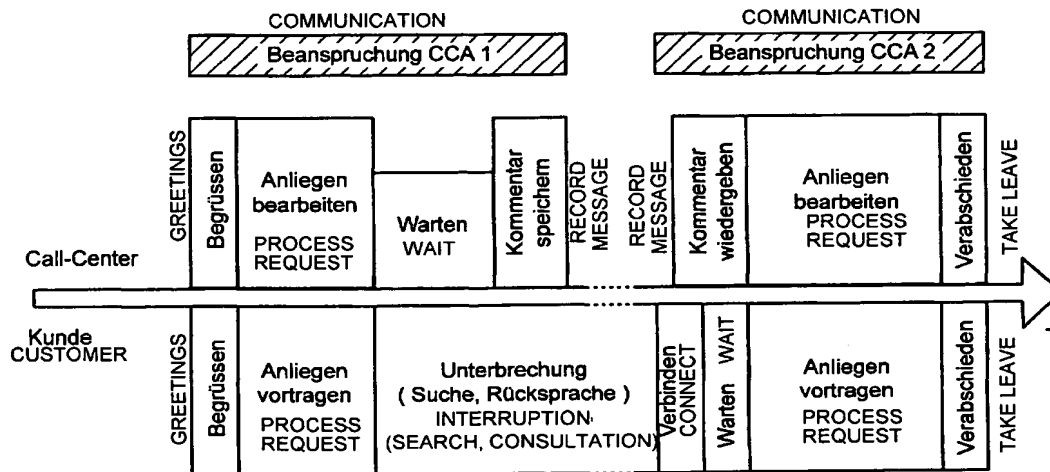 COMMUNICATION
Beanspruchung CCA 1
COMMUNICATION
Beanspruchung CCA 2
GREETINGS
Begrüssen
Anliegen
bearbeiten
PROCESS
REQUEST
Warten
WAIT
Kommentar
speichern
RECORD
MESSAGE
RECORD
MESSAGE
Kommentar
wiedergeben
Anliegen
bearbeiten
PROCESS
REQUEST
Verabschieden
TAKE LEAVE
Call-Center
Kunde
CUSTOMER
GREETINGS
Begrüssen
Anliegen
vortragen
PROCESS
REQUEST
Unterbrechung
( Suche, Rücksprache )
INTERRUPTION
(SEARCH, CONSULTATION)
Verbinden
CONNECT
Warten WAIT
Anliegen
vortragen
PROCESS
REQUEST
Verabschieden
TAKE LEAVE